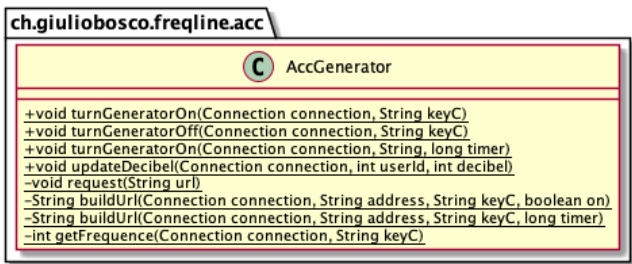 ch.giuliobosco.freqline.acc
C AccGenerator
+void turnGeneratorOn(Connection connection, String keyC)
+void turnGeneratorOff(Connection connection, String keyC)
+void turnGeneratorOn(Connection connection, String, long timer)
+void updateDecibel(Connection connection, int userId, int decibel)
-void request(String url)
-String buildUrl(Connection connection, String address, String keyC, boolean on)
-String buildUrl(Connection connection, String address, String keyC, long timer)
-int getFrequence(Connection connection, String keyC)